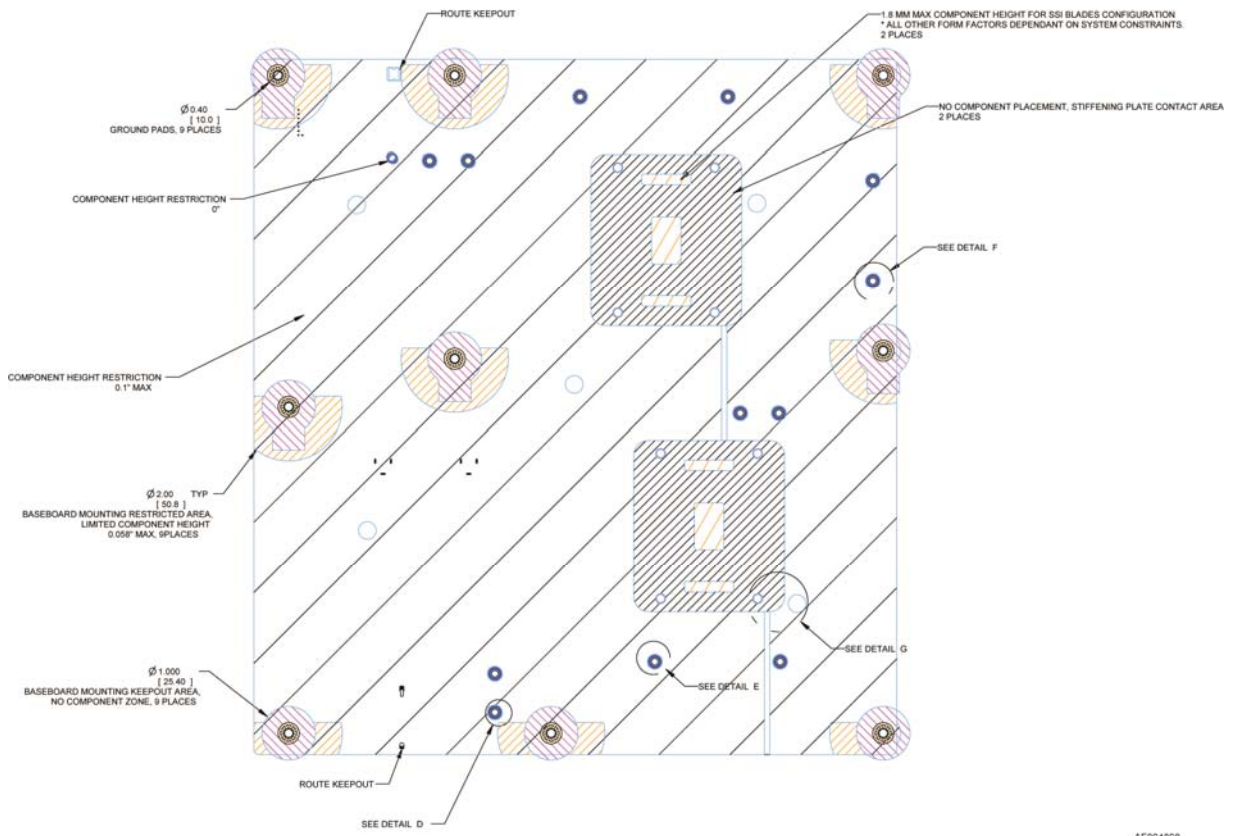 ROUTE KEEPOUT
1.8 MM MAX COMPONENT HEIGHT FOR SSI BLADES CONFIGURATION
* ALL OTHER FORM FACTORS DEPENDANT ON SYSTEM CONSTRAINTS.
2 PLACES
Ø 0.40
[ 10.0 ]
GROUND PADS, 9 PLACES
NO COMPONENT PLACEMENT, STIFFENING PLATE CONTACT AREA
2 PLACES
COMPONENT HEIGHT RESTRICTION
0"
SEE DETAIL F
COMPONENT HEIGHT RESTRICTION
0.1" MAX
Ø 2.00 TYP
[ 50.8 ]
BASEBOARD MOUNTING RESTRICTED AREA,
LIMITED COMPONENT HEIGHT
0.058" MAX, 9PLACES
SEE DETAIL G
Ø 1.000
[ 25.40 ]
BASEBOARD MOUNTING KEEPOUT AREA,
NO COMPONENT ZONE, 9 PLACES
SEE DETAIL E
ROUTE KEEPOUT
SEE DETAIL D